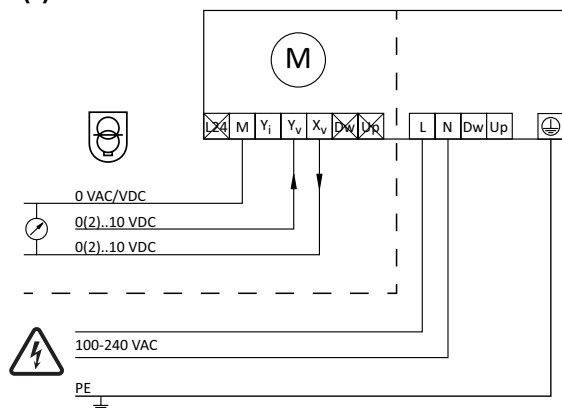 M
L24 M Yi Yv Xv Dw Up L N Dw Up
0 VAC/VDC
0(2)..10 VDC
0(2)..10 VDC
100-240 VAC
PE